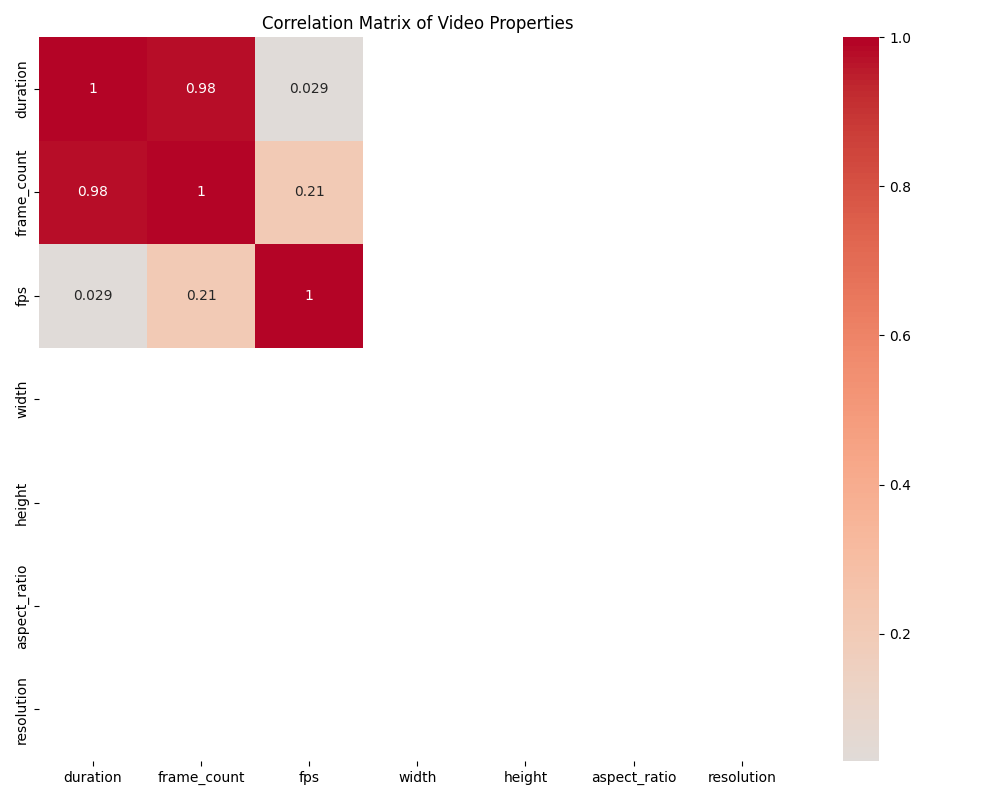 Correlation Matrix of Video Properties
duration 1 0.98 0.029
frame_count 0.98 1 0.21
fps 0.029 0.21 1
width
height
aspect_ratio
resolution
duration frame_count fps width height aspect_ratio resolution
1.0
0.8
0.6
0.4
0.2